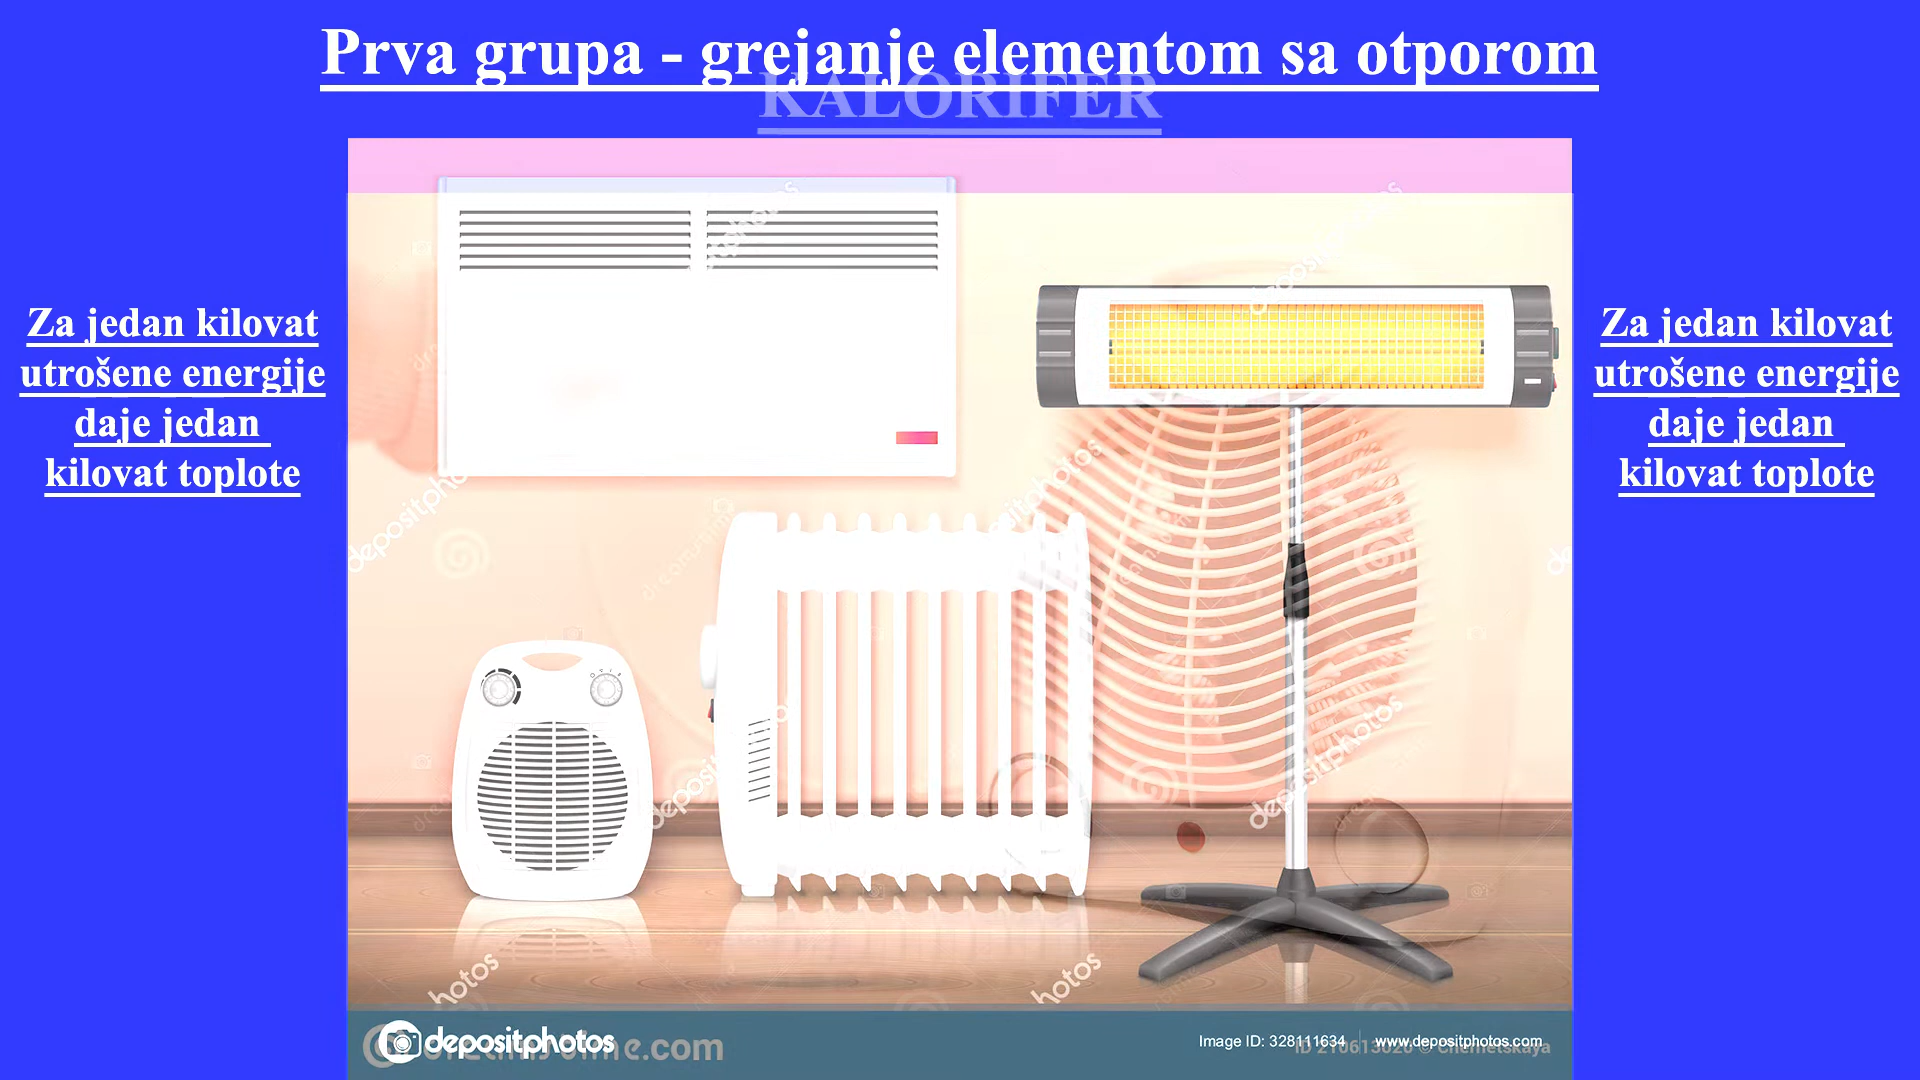 Prva grupa - grejanje elementom sa otporom
KALORIFER
Za jedan kilovat
utrošene energije
daje jedan
kilovat toplote
Za jedan kilovat
utrošene energije
daje jedan
kilovat toplote
depositphotos
Image ID: 328111634
www.depositphotos.com